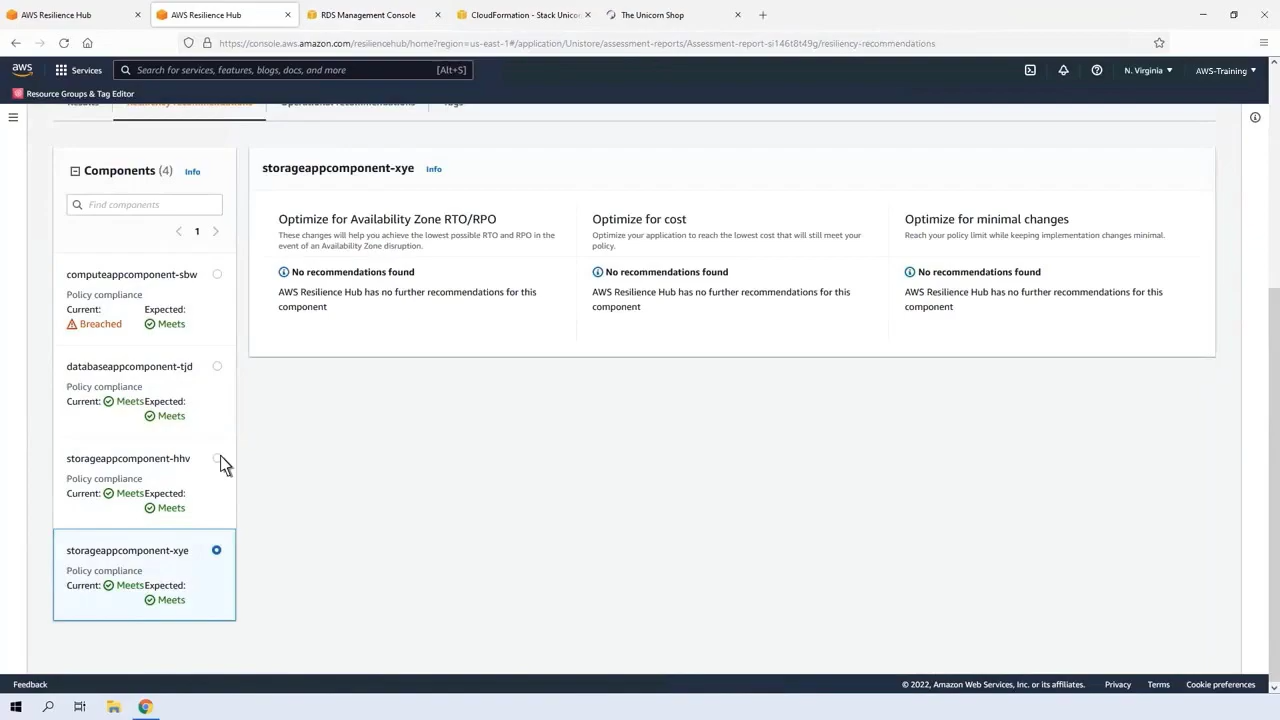 AWS Resilience Hub
AWS Resilience Hub
RDS Management Console
CloudFormation - Stack Unicor
The Unicorn Shop
https://console.aws.amazon.com/resiliencehub/home?region=us-east-1#/application/Unistore/assessment-reports/Assessment-report-si146t8t49g/resiliency-recommendations
aws
Services
Search for services, features, blogs, docs, and more
[Alt+S]
N. Virginia
AWS-Training
Resource Groups & Tag Editor
Results
Resiliency recommendations
Operational recommendations
Tags
Components (4)
Info
Find components
1
computeappcomponent-sbw
Policy compliance
Current: Expected:
Breached Meets
databaseappcomponent-tjd
Policy compliance
Current: Meets Expected:
Meets
storageappcomponent-hhv
Policy compliance
Current: Meets Expected:
Meets
storageappcomponent-xye
Policy compliance
Current: Meets Expected:
Meets
storageappcomponent-xye
Info
Optimize for Availability Zone RTO/RPO
These changes will help you achieve the lowest possible RTO and RPO in the
event of an Availability Zone disruption.
No recommendations found
AWS Resilience Hub has no further recommendations for this
component
Optimize for cost
Optimize your application to reach the lowest cost that will still meet your
policy.
No recommendations found
AWS Resilience Hub has no further recommendations for this
component
Optimize for minimal changes
Reach your policy limit while keeping implementation changes minimal.
No recommendations found
AWS Resilience Hub has no further recommendations for this
component
Feedback
© 2022, Amazon Web Services, Inc. or its affiliates.
Privacy
Terms
Cookie preferences